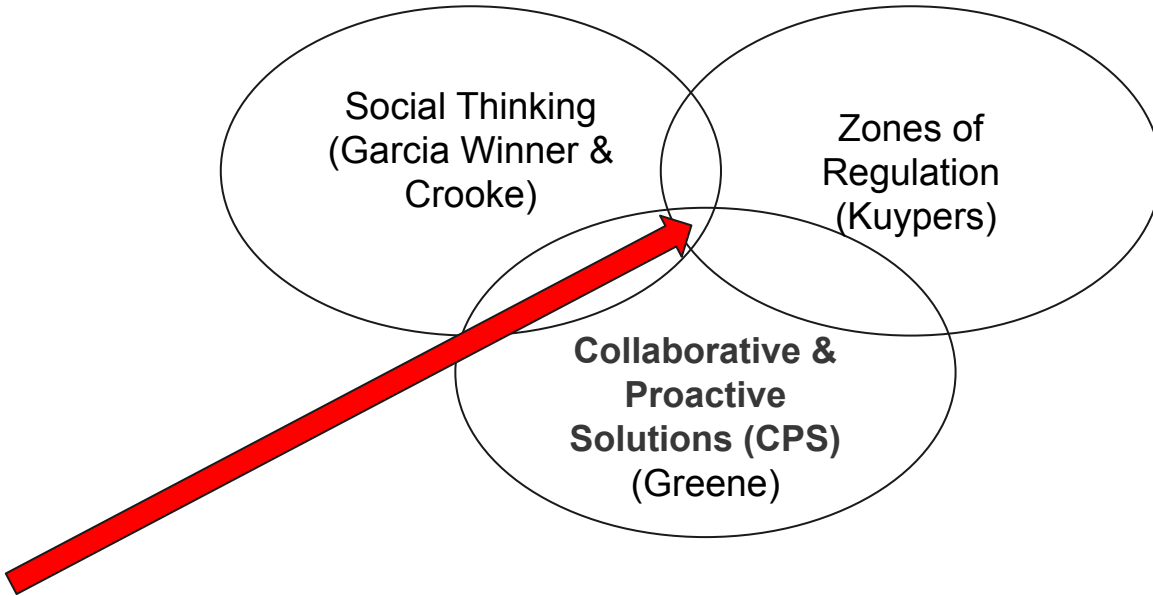 Social Thinking
(Garcia Winner &
Crooke)
Zones of
Regulation
(Kuypers)
Collaborative &
Proactive
Solutions (CPS)
(Greene)